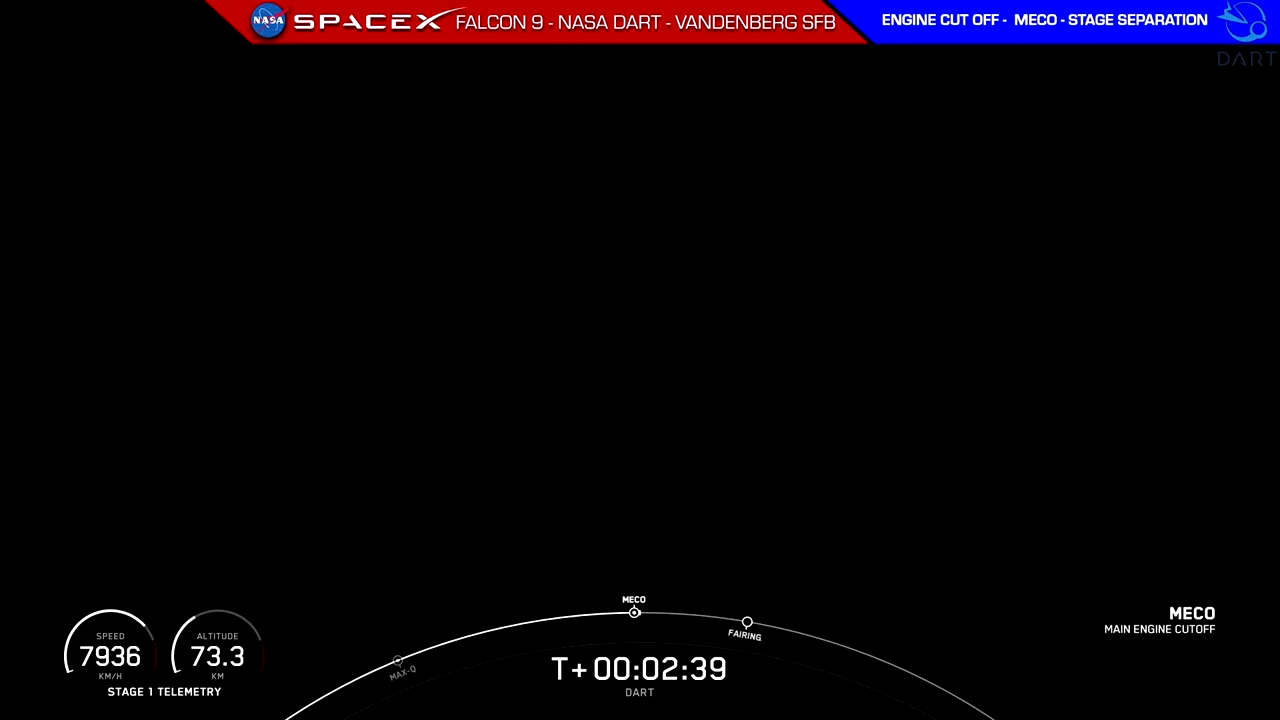 NASA SPACEX FALCON 9 - NASA DART - VANDENBERG SFB
ENGINE CUT OFF - MECO - STAGE SEPARATION
DART
MECO
FAIRING
MAX-Q
SPEED
7936
KM/H
ALTITUDE
73.3
KM
STAGE 1 TELEMETRY
T+00:02:39
DART
MECO
MAIN ENGINE CUTOFF